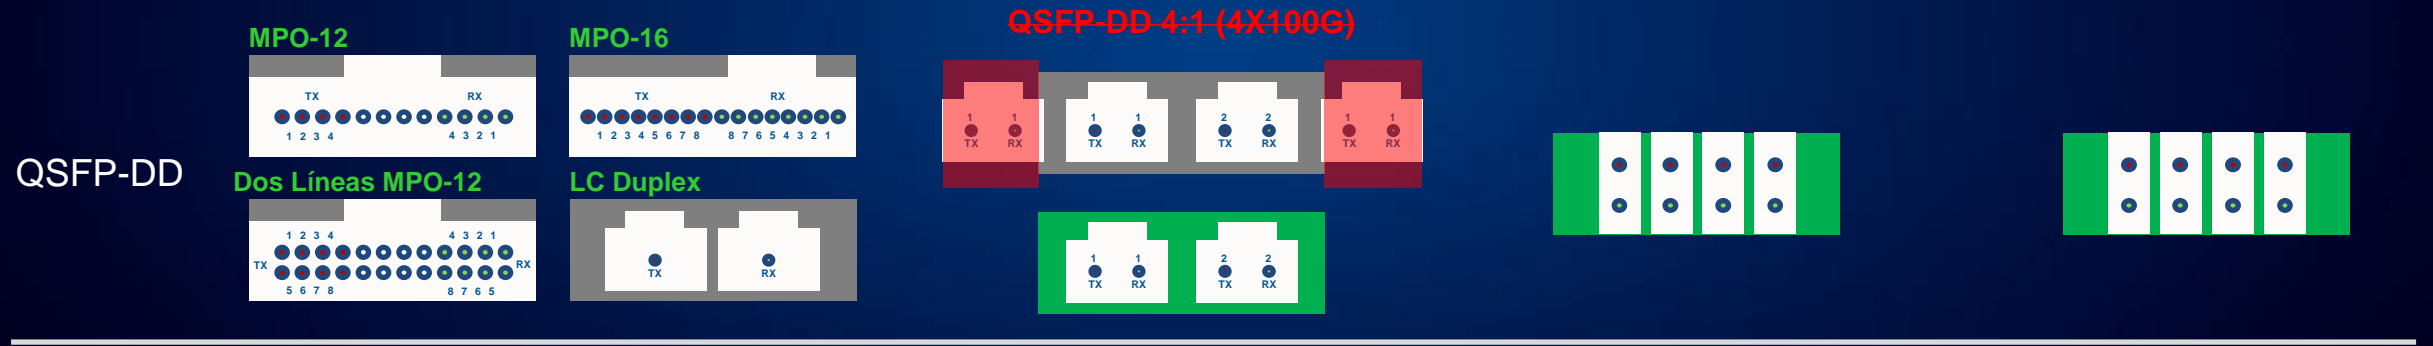 QSFP-DD 4:1 (4X100G)
MPO-12
MPO-16
TX RX
1 2 3 4 4 3 2 1
TX RX
1 2 3 4 5 6 7 8 8 7 6 5 4 3 2 1
1 1
TX RX
1 1
TX RX
2 2
TX RX
1 1
TX RX
QSFP-DD
Dos Líneas MPO-12
LC Duplex
1 2 3 4 4 3 2 1
TX RX
5 6 7 8 8 7 6 5
TX RX
1 1
TX RX
2 2
TX RX